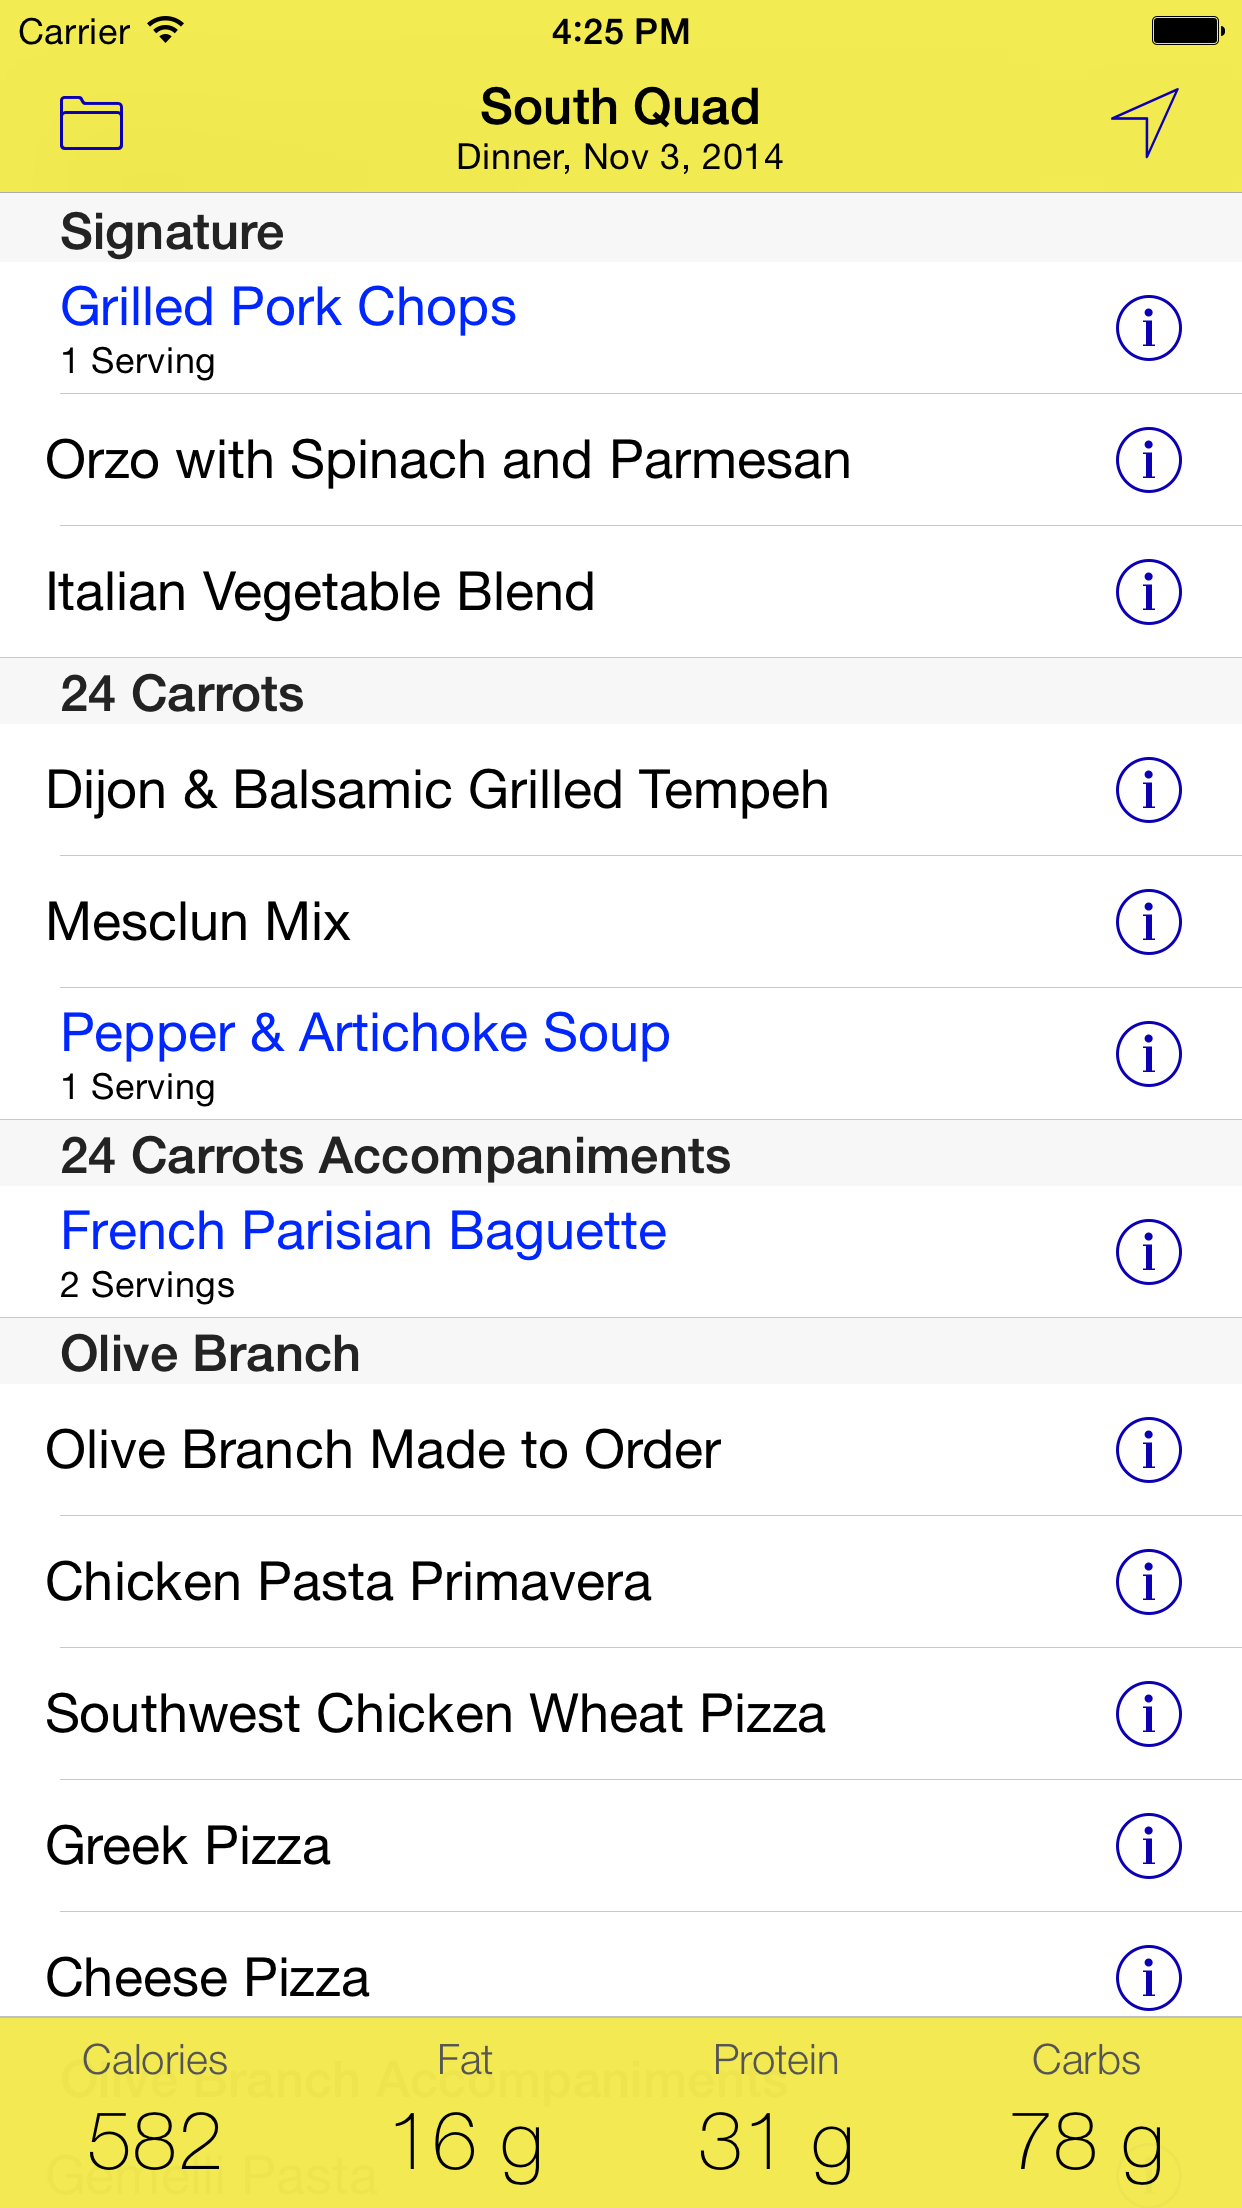 Carrier 4:25 PM
South Quad
Dinner, Nov 3, 2014
Signature
Grilled Pork Chops
1 Serving
Orzo with Spinach and Parmesan
Italian Vegetable Blend
24 Carrots
Dijon & Balsamic Grilled Tempeh
Mesclun Mix
Pepper & Artichoke Soup
1 Serving
24 Carrots Accompaniments
French Parisian Baguette
2 Servings
Olive Branch
Olive Branch Made to Order
Chicken Pasta Primavera
Southwest Chicken Wheat Pizza
Greek Pizza
Cheese Pizza
Calories Fat Protein Carbs
Olive Branch Accompaniments
582 16 g 31 g 78 g
Gemelli Pasta